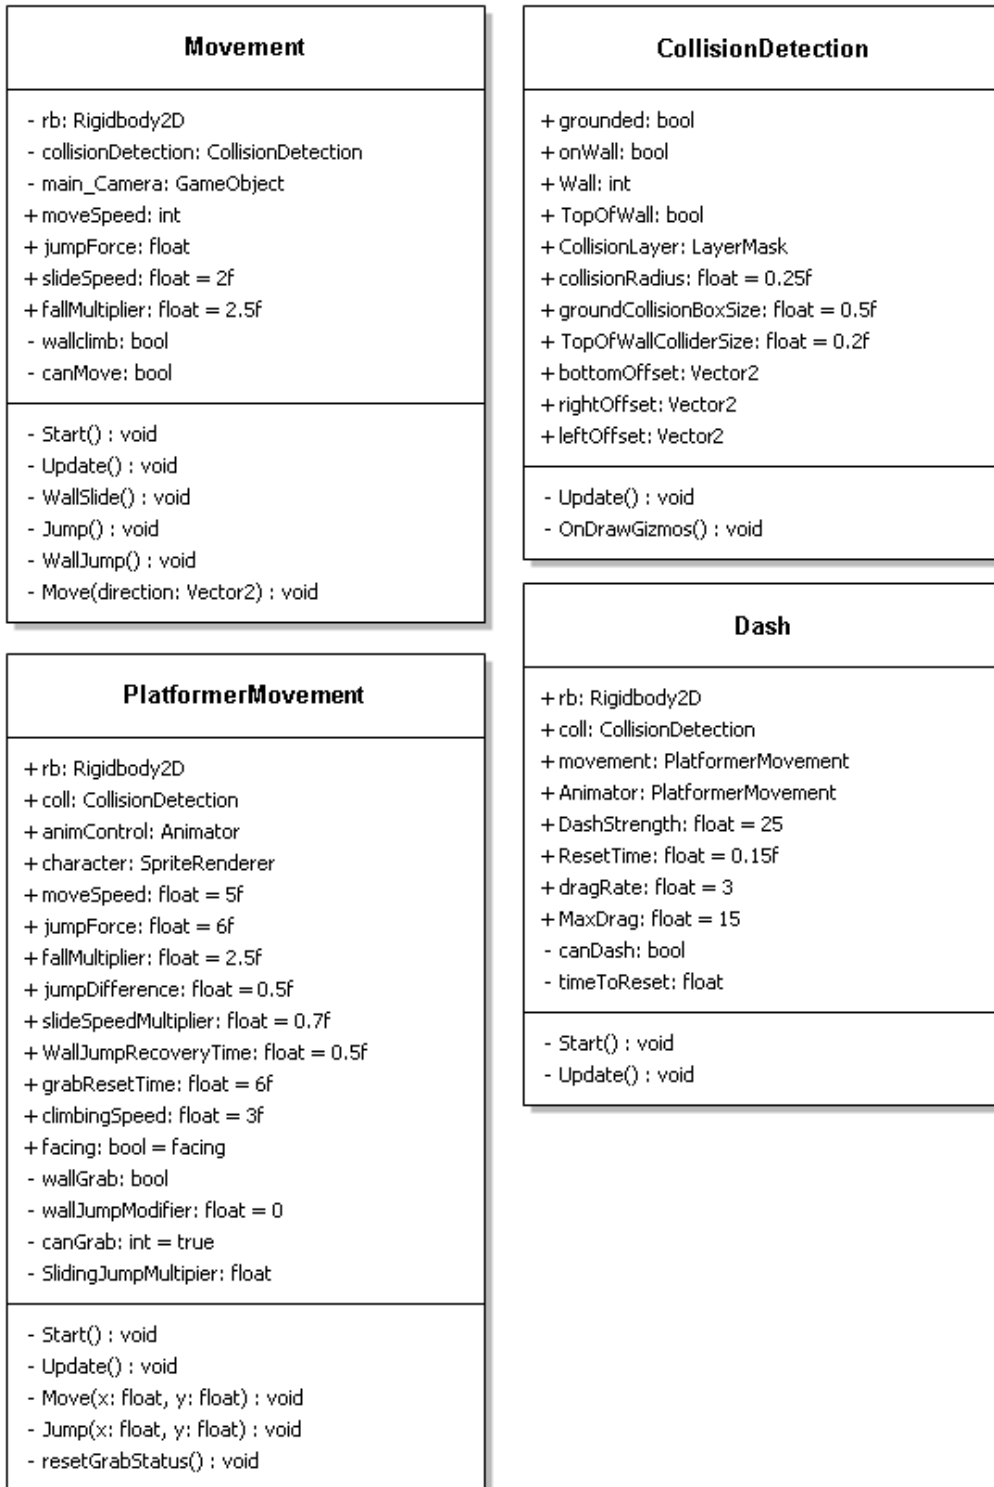 Movement
- rb: Rigidbody2D
- collisionDetection: CollisionDetection
- main_Camera: GameObject
+ moveSpeed: int
+ jumpForce: float
+ slideSpeed: float = 2f
+ fallMultiplier: float = 2.5f
- wallclimb: bool
- canMove: bool
- Start() : void
- Update() : void
- WallSlide() : void
- Jump() : void
- WallJump() : void
- Move(direction: Vector2) : void
PlatformerMovement
+ rb: Rigidbody2D
+ coll: CollisionDetection
+ animControl: Animator
+ character: SpriteRenderer
+ moveSpeed: float = 5f
+ jumpForce: float = 6f
+ fallMultiplier: float = 2.5f
+ jumpDifference: float = 0.5f
+ slideSpeedMultiplier: float = 0.7f
+ WallJumpRecoveryTime: float = 0.5f
+ grabResetTime: float = 6f
+ climbingSpeed: float = 3f
+ facing: bool = facing
- wallGrab: bool
- wallJumpModifier: float = 0
- canGrab: int = true
- SlidingJumpMultipier: float
- Start() : void
- Update() : void
- Move(x: float, y: float) : void
- Jump(x: float, y: float) : void
- resetGrabStatus() : void
CollisionDetection
+ grounded: bool
+ onWall: bool
+ Wall: int
+ TopOfWall: bool
+ CollisionLayer: LayerMask
+ collisionRadius: float = 0.25f
+ groundCollisionBoxSize: float = 0.5f
+ TopOfWallColliderSize: float = 0.2f
+ bottomOffset: Vector2
+ rightOffset: Vector2
+ leftOffset: Vector2
- Update() : void
- OnDrawGizmos() : void
Dash
+ rb: Rigidbody2D
+ coll: CollisionDetection
+ movement: PlatformerMovement
+ Animator: PlatformerMovement
+ DashStrength: float = 25
+ ResetTime: float = 0.15f
+ dragRate: float = 3
+ MaxDrag: float = 15
- canDash: bool
- timeToReset: float
- Start() : void
- Update() : void